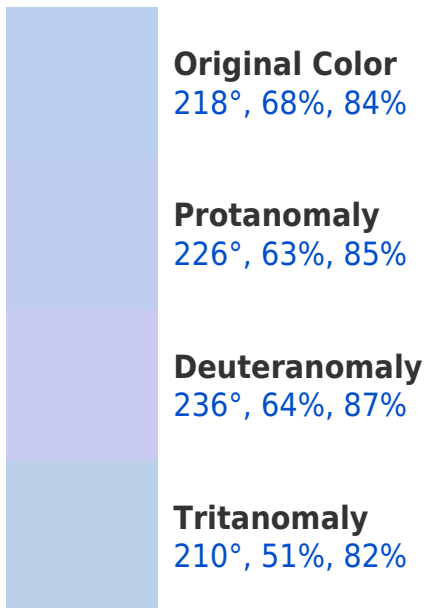 Original Color
218°, 68%, 84%
Protanomaly
226°, 63%, 85%
Deuteranomaly
236°, 64%, 87%
Tritanomaly
210°, 51%, 82%